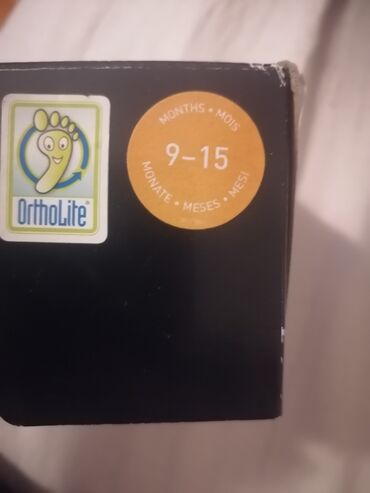 OrthoLite®
MONTHS • MOIS
9-15
MONATE • MESES • MESI